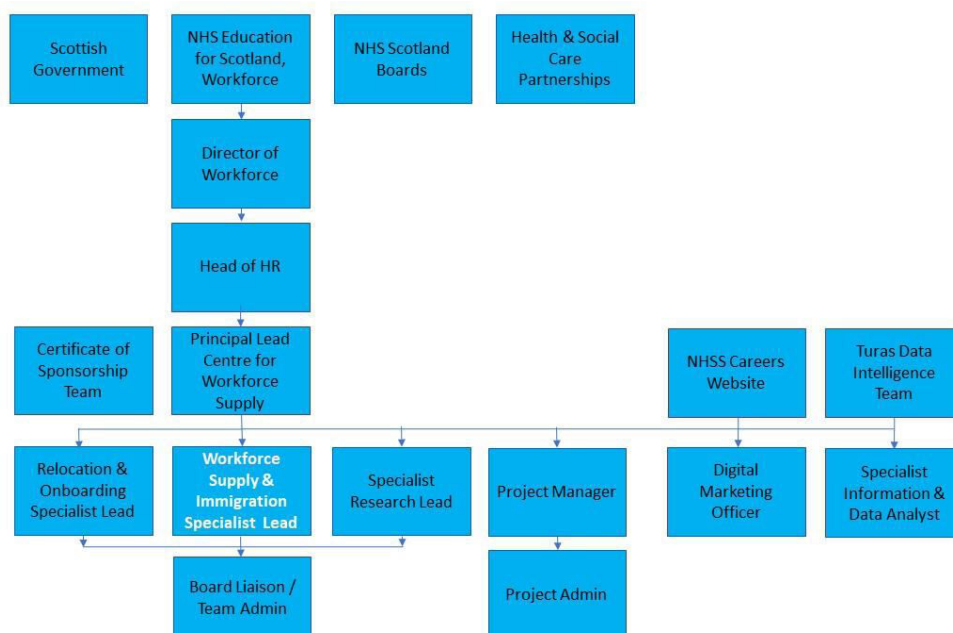 Scottish
Government
NHS Education
for Scotland,
Workforce
NHS Scotland
Boards
Health & Social
Care
Partnerships
Director of
Workforce
Head of HR
Certificate of
Sponsorship
Team
Principal Lead
Centre for
Workforce
Supply
NHSS Careers
Website
Turas Data
Intelligence
Team
Relocation &
Onboarding
Specialist Lead
Workforce
Supply &
Immigration
Specialist Lead
Specialist
Research Lead
Project Manager
Digital
Marketing
Officer
Specialist
Information &
Data Analyst
Board Liaison /
Team Admin
Project Admin